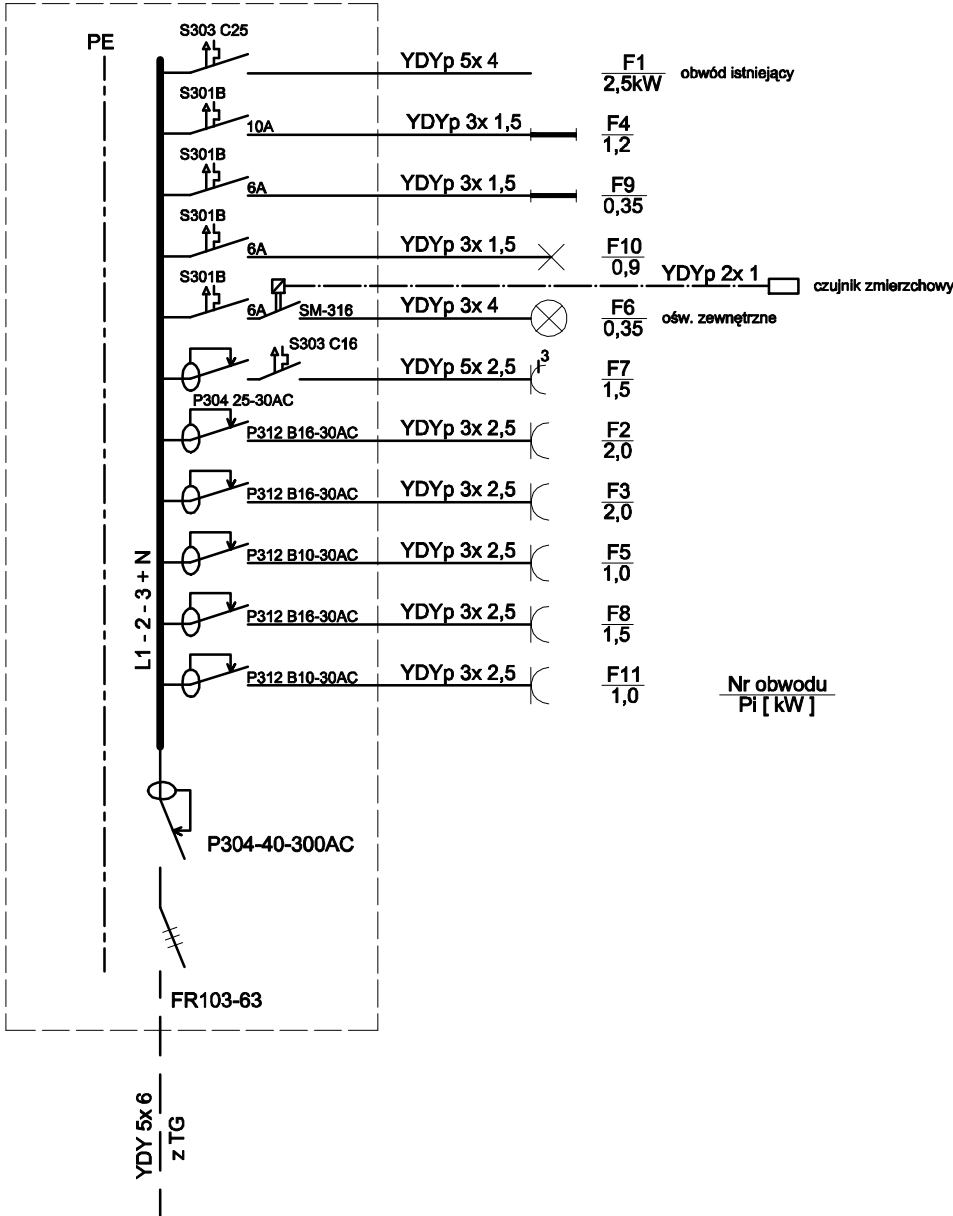 S303 C25
PE
YDYp 5x 4
F1
2,5kW
obwód istniejący
S301B
10A
YDYp 3x 1,5
F4
1,2
S301B
6A
YDYp 3x 1,5
F9
0,35
S301B
6A
YDYp 3x 1,5
F10
0,9
YDYp 2x 1
czujnik zmierzchowy
S301B
6A
SM-316
YDYp 3x 4
F6
0,35
ośw. zewnętrzne
S303 C16
YDYp 5x 2,5
3
F7
1,5
P304 25-30AC
P312 B16-30AC
YDYp 3x 2,5
F2
2,0
P312 B16-30AC
YDYp 3x 2,5
F3
2,0
P312 B10-30AC
YDYp 3x 2,5
F5
1,0
P312 B16-30AC
YDYp 3x 2,5
F8
1,5
P312 B10-30AC
YDYp 3x 2,5
F11
1,0
L1 - 2 - 3 + N
Nr obwodu
Pi [ kW ]
P304-40-300AC
FR103-63
YDY 5x 6
z TG